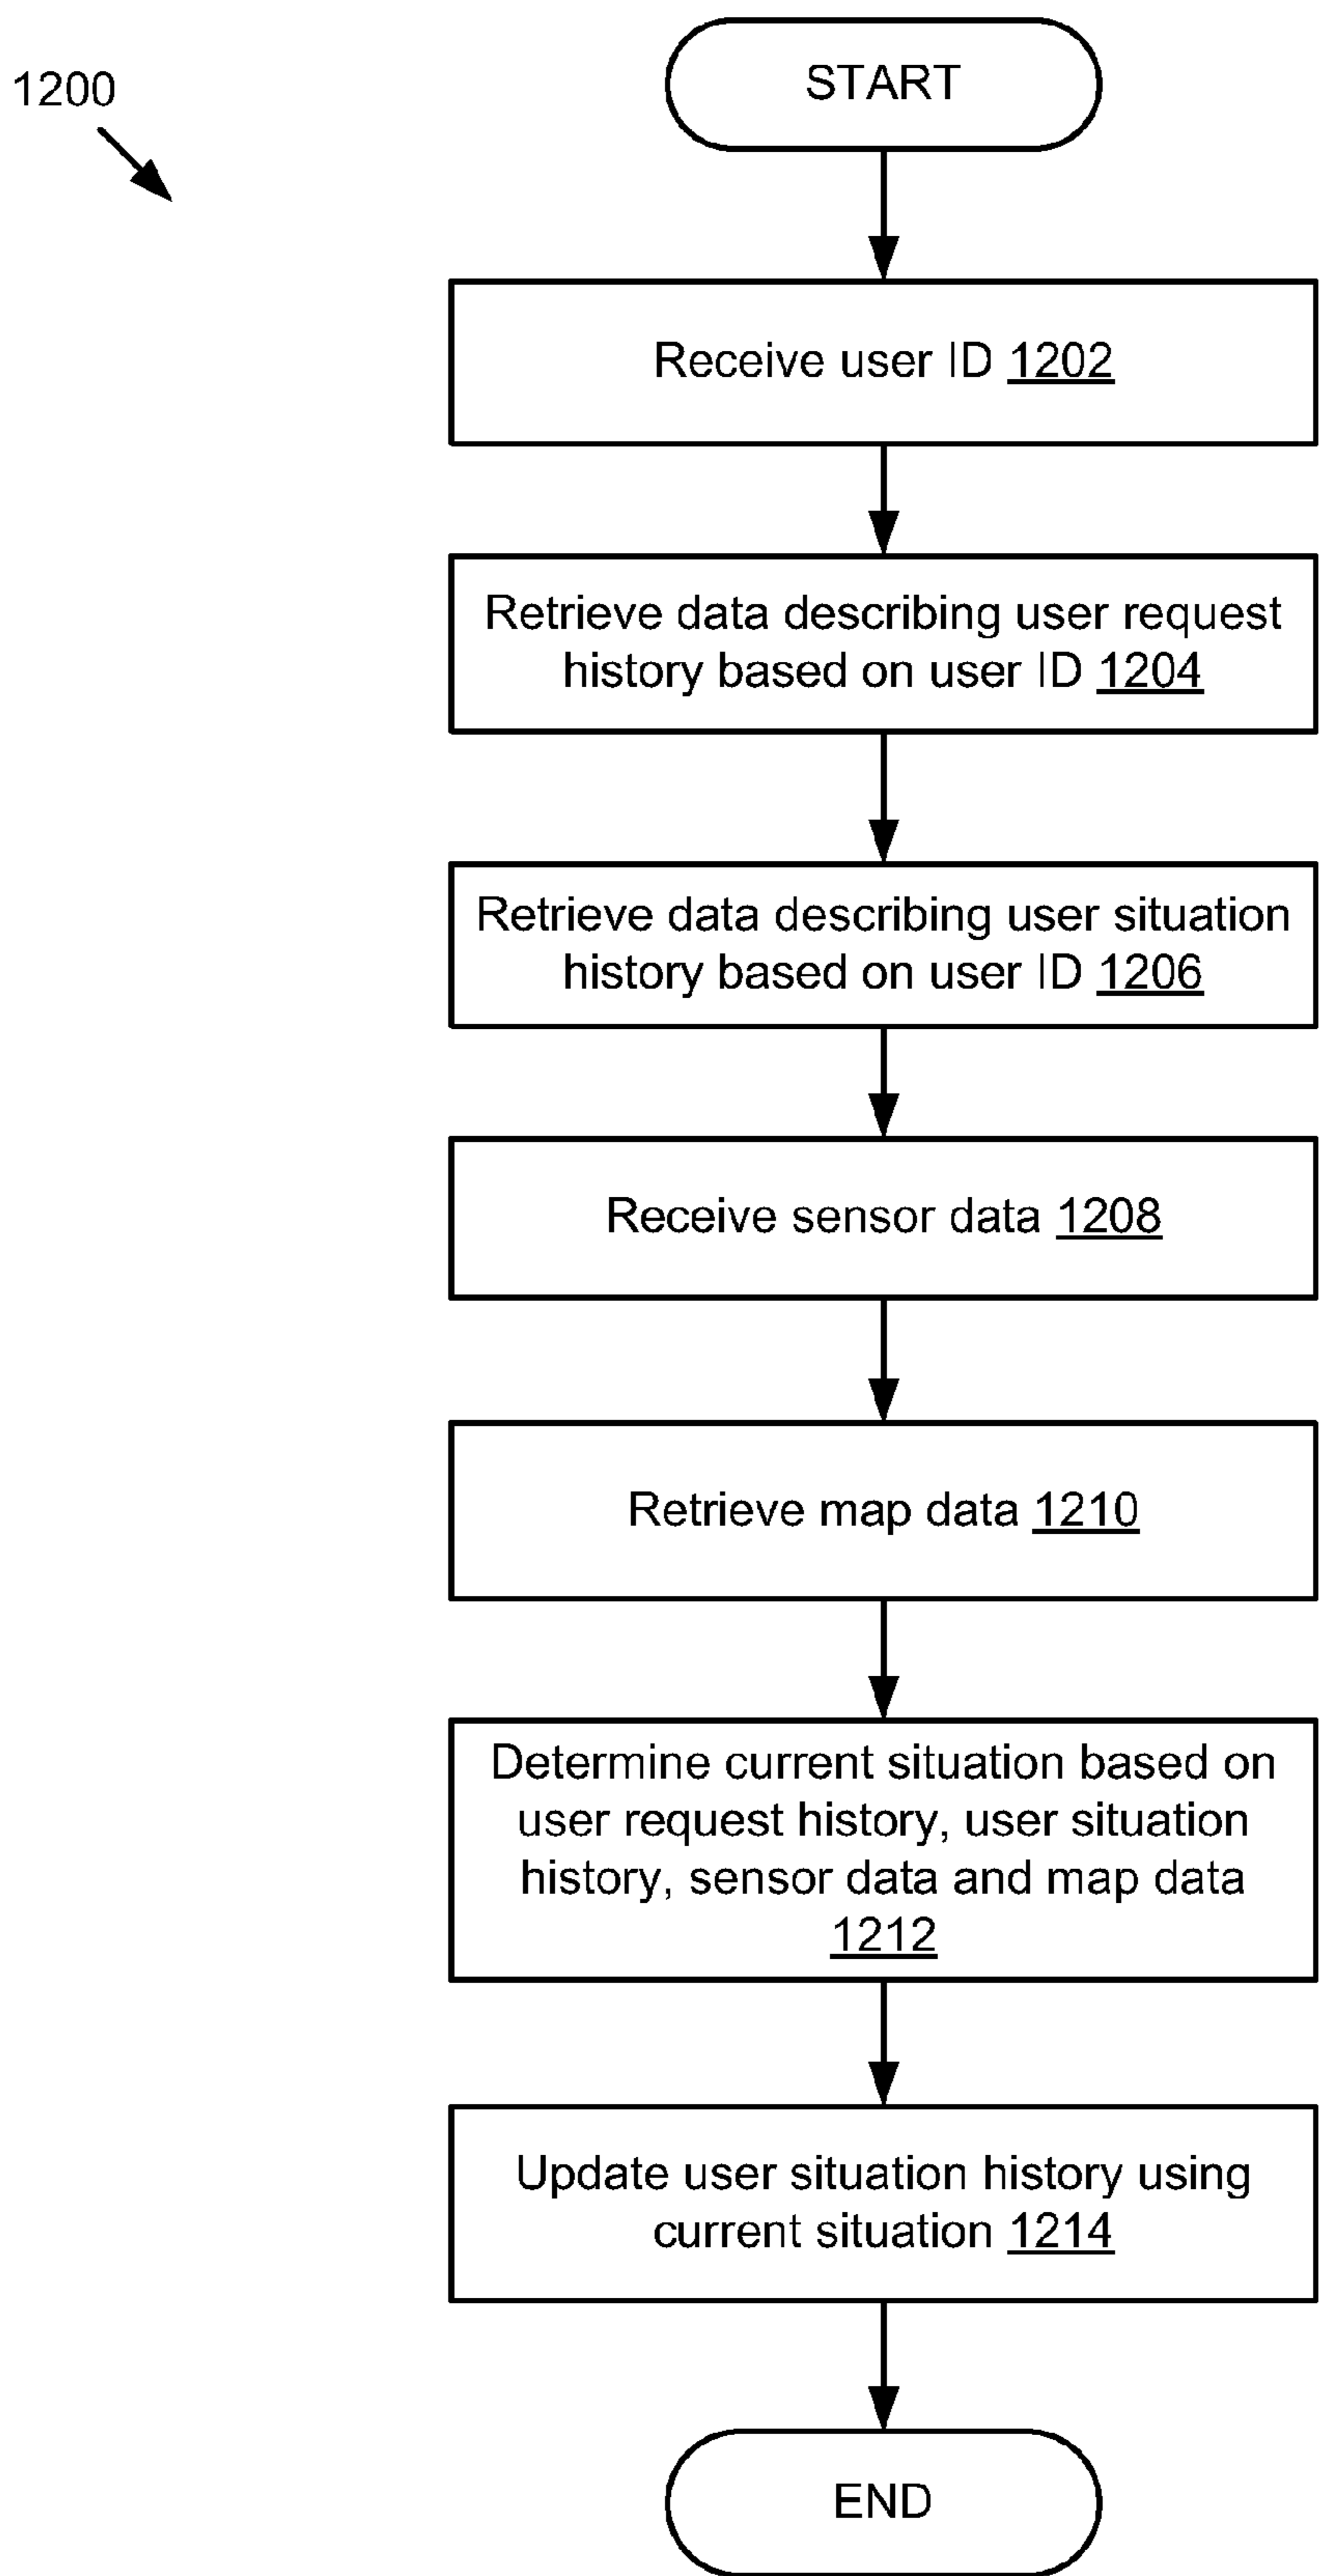 1200
START
Receive user ID 1202
Retrieve data describing user request
history based on user ID 1204
Retrieve data describing user situation
history based on user ID 1206
Receive sensor data 1208
Retrieve map data 1210
Determine current situation based on
user request history, user situation
history, sensor data and map data
1212
Update user situation history using
current situation 1214
END